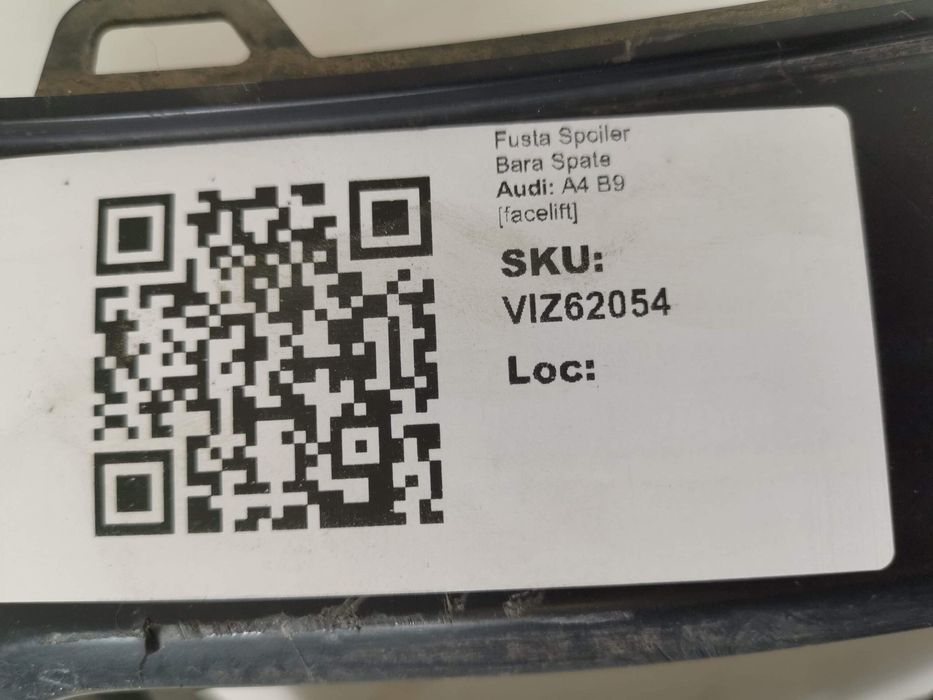 Fusta Spoiler
Bara Spate
Audi: A4 B9
[facelift]
SKU:
VIZ62054
Loc: